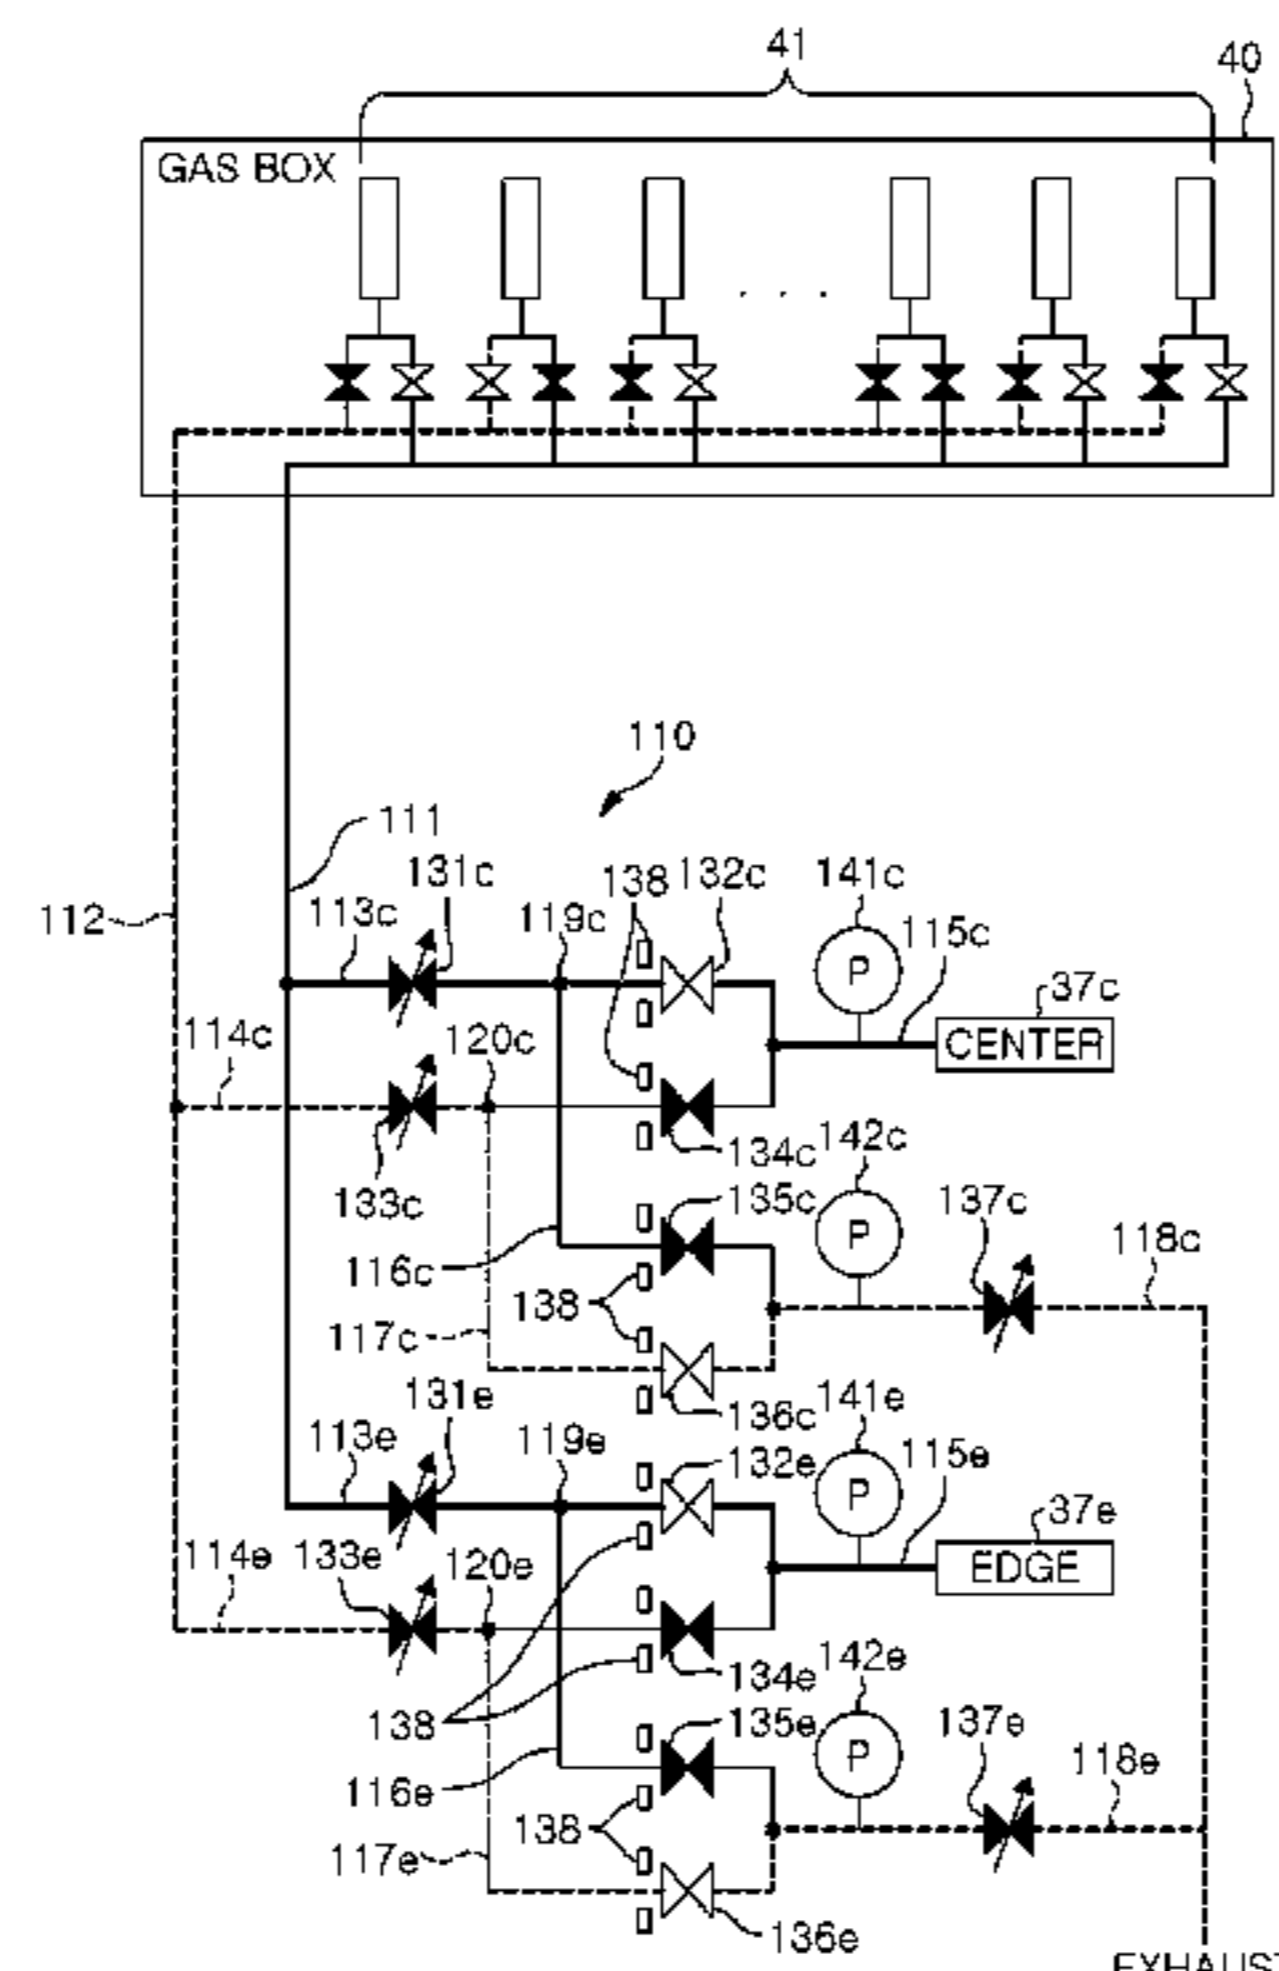 41
40
GAS BOX
. . .
110
111
131c
138
132c
141c
112
113c
119c
115c
P
37c
114c
120c
CENTER
133c
134c
142c
135c
137c
116c
P
118c
138
117c
131e
136c
141e
113e
119e
132e
115e
P
37e
114e
133e
120e
EDGE
134e
142e
138
135e
137e
116e
P
118e
138
117e
136e
EXHAUST